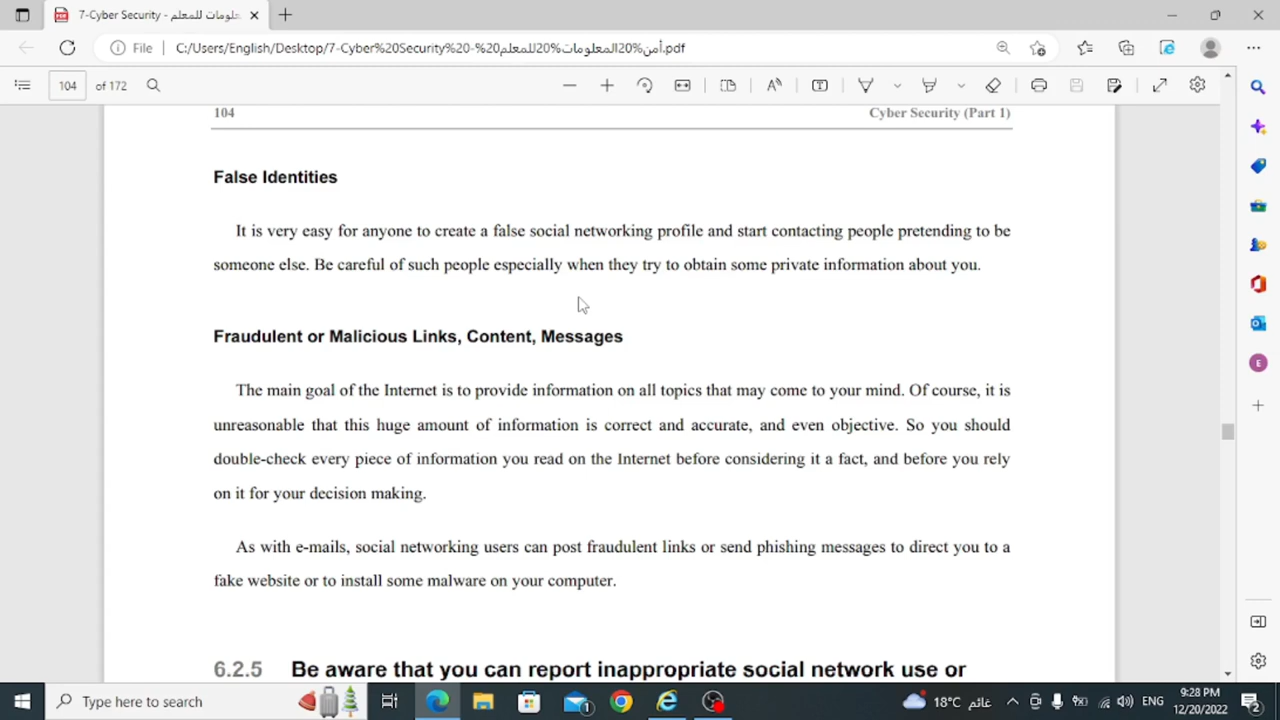 7-Cyber Security - أمن المعلومات للمعلم
File
C:/Users/English/Desktop/7-Cyber%20Security%20-%20أمن%20المعلومات%20للمعلم.pdf
104 of 172
104 Cyber Security (Part 1)
False Identities
It is very easy for anyone to create a false social networking profile and start contacting people pretending to be
someone else. Be careful of such people especially when they try to obtain some private information about you.
Fraudulent or Malicious Links, Content, Messages
The main goal of the Internet is to provide information on all topics that may come to your mind. Of course, it is
unreasonable that this huge amount of information is correct and accurate, and even objective. So you should
double-check every piece of information you read on the Internet before considering it a fact, and before you rely
on it for your decision making.
As with e-mails, social networking users can post fraudulent links or send phishing messages to direct you to a
fake website or to install some malware on your computer.
6.2.5 Be aware that you can report inappropriate social network use or
Type here to search
1
18°C غائم
ENG
9:28 PM
12/20/2022
2
E